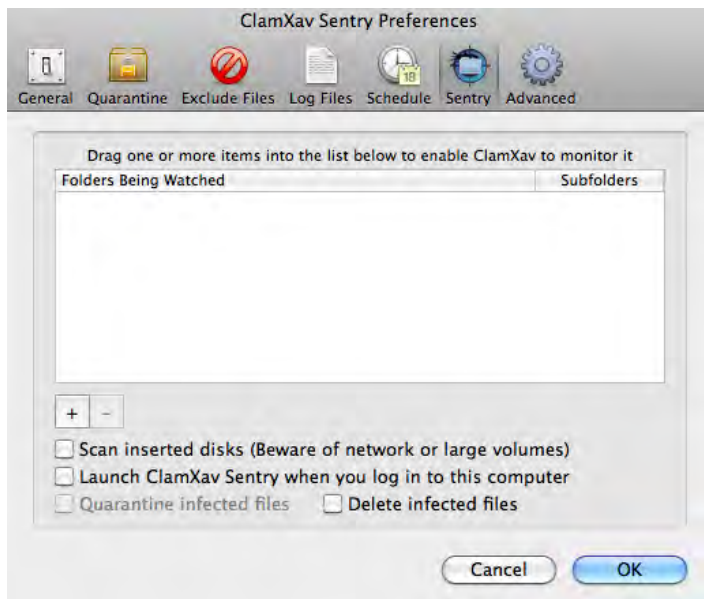 ClamXav Sentry Preferences
General Quarantine Exclude Files Log Files Schedule Sentry Advanced
18
Drag one or more items into the list below to enable ClamXav to monitor it
Folders Being Watched Subfolders
+ −
Scan inserted disks (Beware of network or large volumes)
Launch ClamXav Sentry when you log in to this computer
Quarantine infected files Delete infected files
Cancel OK